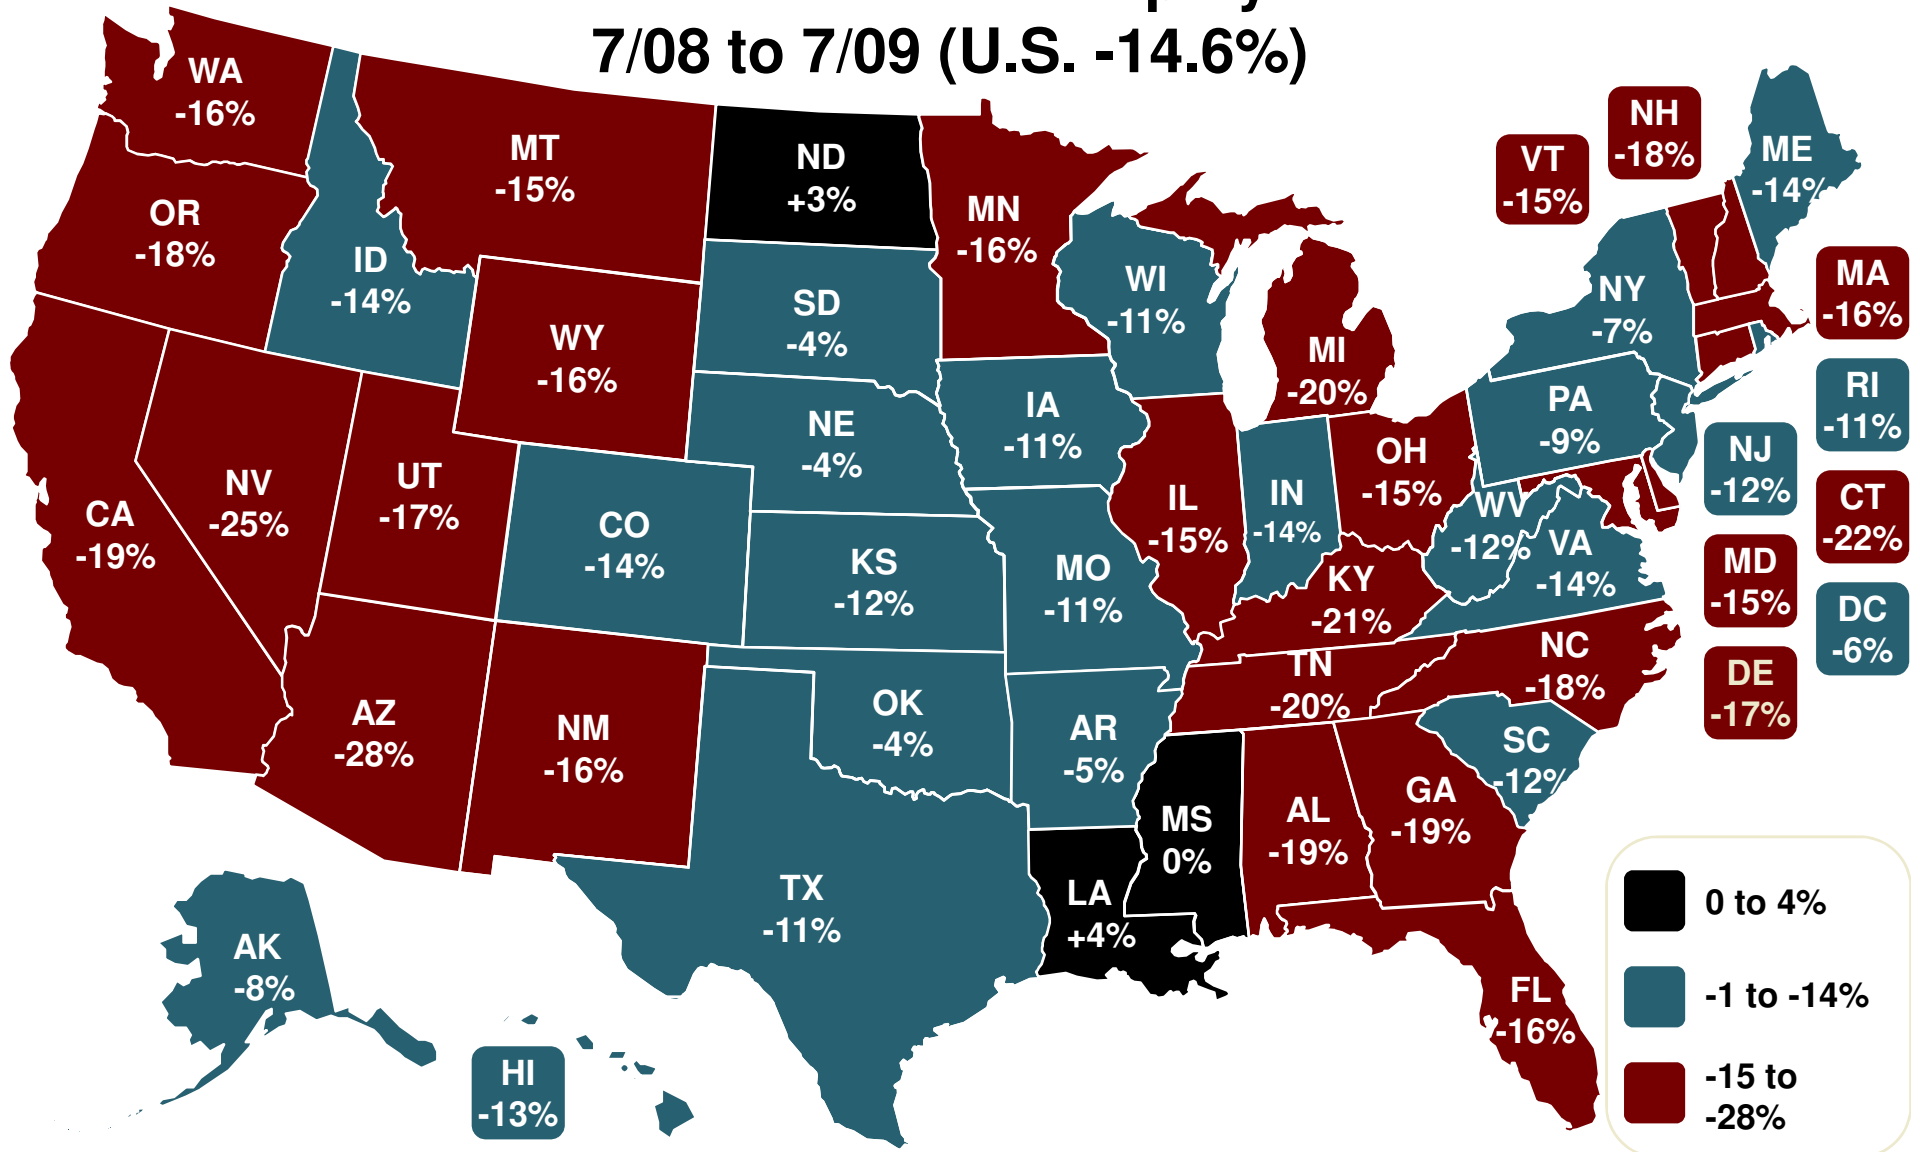 7/08 to 7/09 (U.S. -14.6%)
WA
-16%
MT
-15%
ND
+3%
MN
-16%
VT
-15%
NH
-18%
ME
-14%
OR
-18%
ID
-14%
WY
-16%
SD
-4%
WI
-11%
MI
-20%
NY
-7%
MA
-16%
RI
-11%
CA
-19%
NV
-25%
UT
-17%
CO
-14%
NE
-4%
KS
-12%
IA
-11%
MO
-11%
IL
-15%
IN
-14%
OH
-15%
PA
-9%
NJ
-12%
CT
-22%
WV
-12%
VA
-14%
MD
-15%
DC
-6%
KY
-21%
TN
-20%
NC
-18%
DE
-17%
AZ
-28%
NM
-16%
OK
-4%
AR
-5%
SC
-12%
MS
0%
AL
-19%
GA
-19%
TX
-11%
LA
+4%
FL
-16%
AK
-8%
HI
-13%
0 to 4%
-1 to -14%
-15 to
-28%